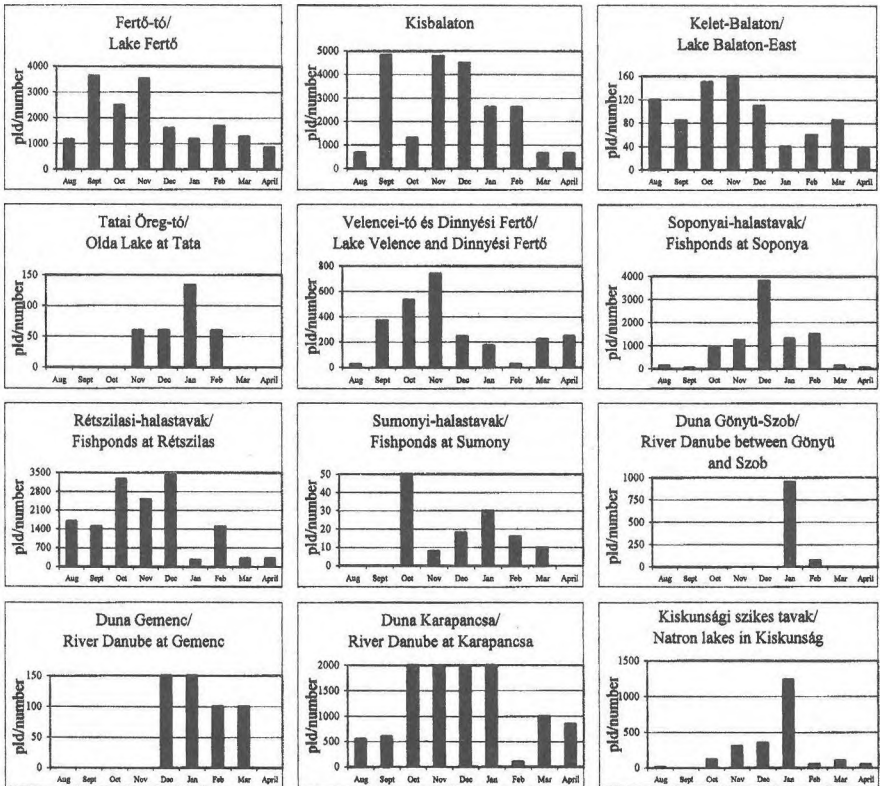 Fertő-tó/
Lake Fertő
pld/number
4000
3000
2000
1000
0
Aug Sept Oct Nov Dec Jan Feb Mar April
Kisbalaton
pld/number
5000
4000
3000
2000
1000
0
Aug Sept Oct Nov Dec Jan Feb Mar April
Kelet-Balaton/
Lake Balaton-East
pld/number
160
120
80
40
0
Aug Sept Oct Nov Dec Jan Feb Mar April
Tatai Öreg-tó/
Olda Lake at Tata
pld/number
150
100
50
0
Aug Sept Oct Nov Dec Jan Feb Mar April
Velencei-tó és Dinnyési Fertő/
Lake Velence and Dinnyési Fertő
pld/number
800
600
400
200
0
Aug Sept Oct Nov Dec Jan Feb Mar April
Soponyai-halastavak/
Fishponds at Soponya
pld/number
4000
3000
2000
1000
0
Aug Sept Oct Nov Dec Jan Feb Mar April
Rétszilasi-halastavak/
Fishponds at Rétszilas
pld/number
3500
2800
2100
1400
700
0
Aug Sept Oct Nov Dec Jan Feb Mar April
Sumonyi-halastavak/
Fishponds at Sumony
pld/number
50
40
30
20
10
0
Aug Sept Oct Nov Dec Jan Feb Mar April
Duna Gönyü-Szob/
River Danube between Gönyü
and Szob
pld/number
1000
750
500
250
0
Aug Sept Oct Nov Dec Jan Feb Mar April
Duna Gemenc/
River Danube at Gemenc
pld/number
150
100
50
0
Aug Sept Oct Nov Dec Jan Feb Mar April
Duna Karapancsa/
River Danube at Karapancsa
pld/number
2000
1500
1000
500
0
Aug Sept Oct Nov Dec Jan Feb Mar April
Kiskunsági szikes tavak/
Natron lakes in Kiskunság
pld/number
1500
1000
500
0
Aug Sept Oct Nov Dec Jan Feb Mar April